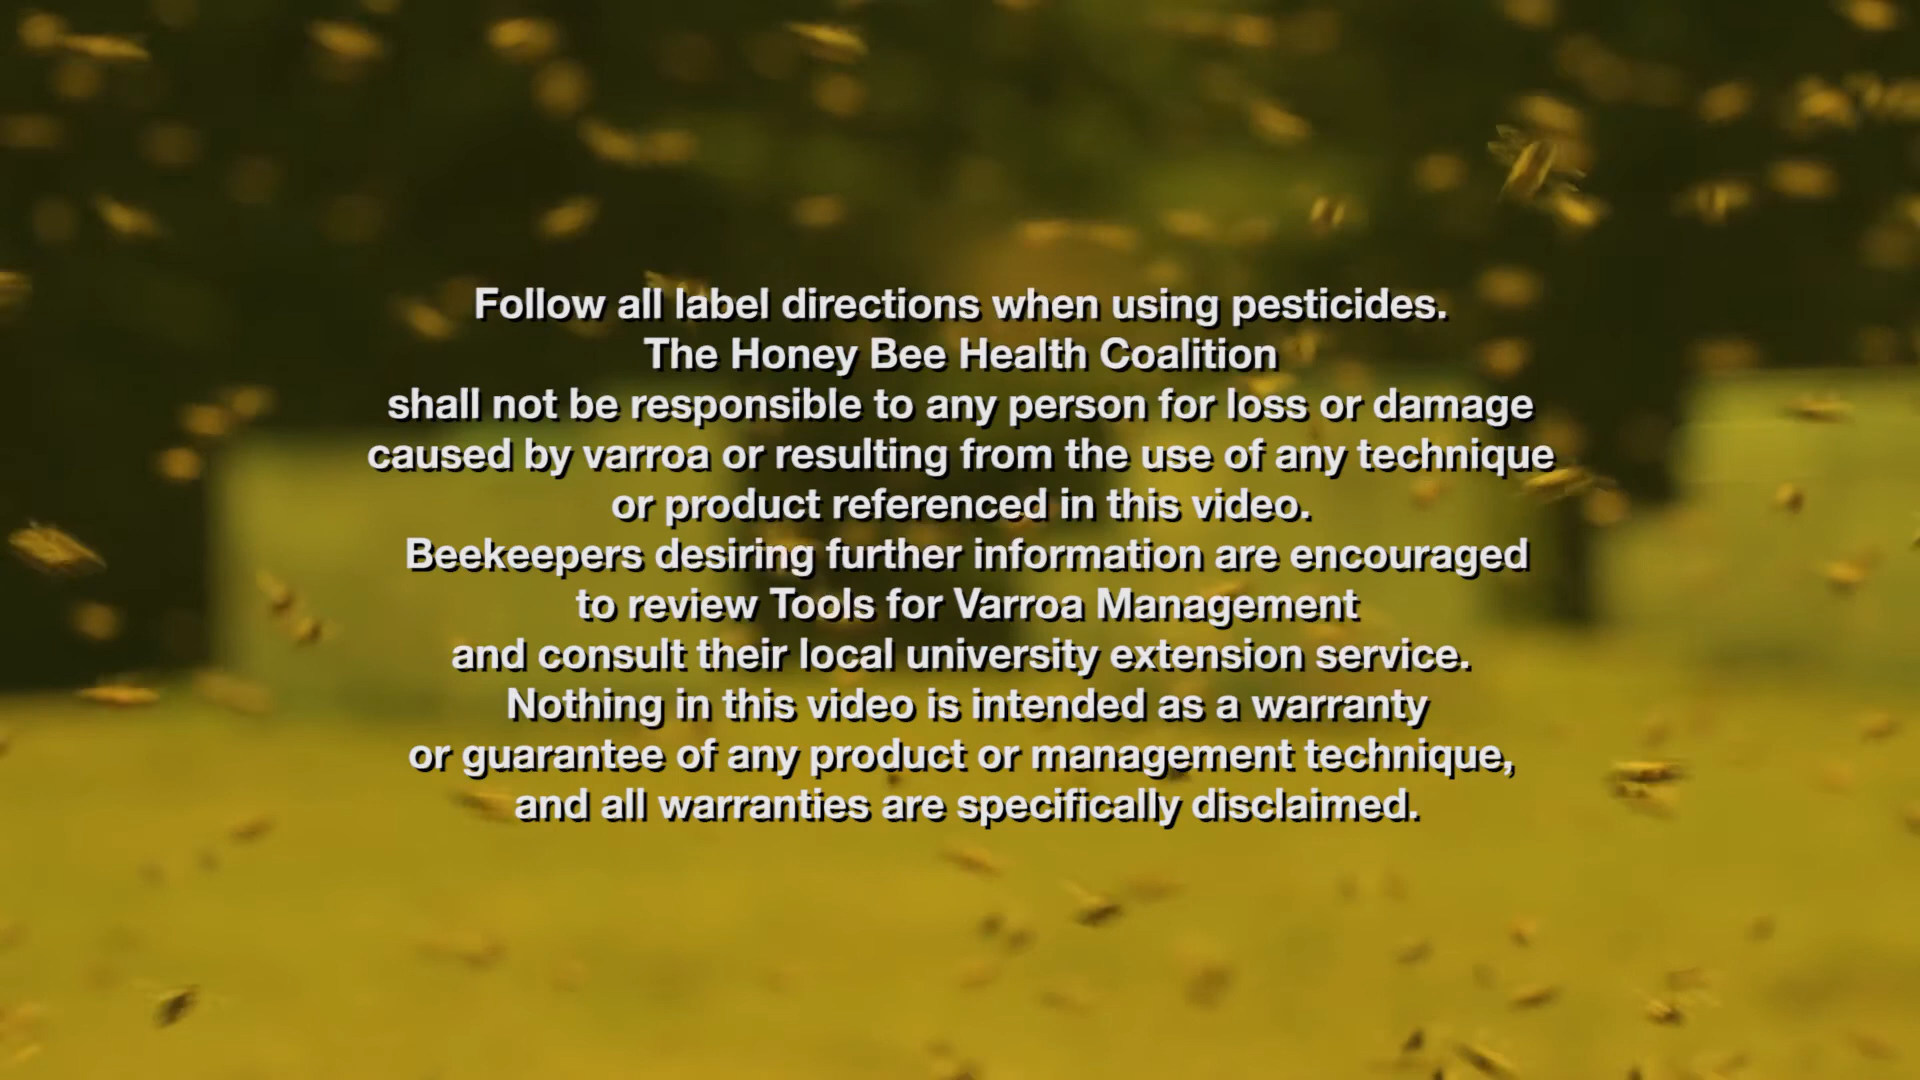 Follow all label directions when using pesticides.
The Honey Bee Health Coalition
shall not be responsible to any person for loss or damage
caused by varroa or resulting from the use of any technique
or product referenced in this video.
Beekeepers desiring further information are encouraged
to review Tools for Varroa Management
and consult their local university extension service.
Nothing in this video is intended as a warranty
or guarantee of any product or management technique,
and all warranties are specifically disclaimed.